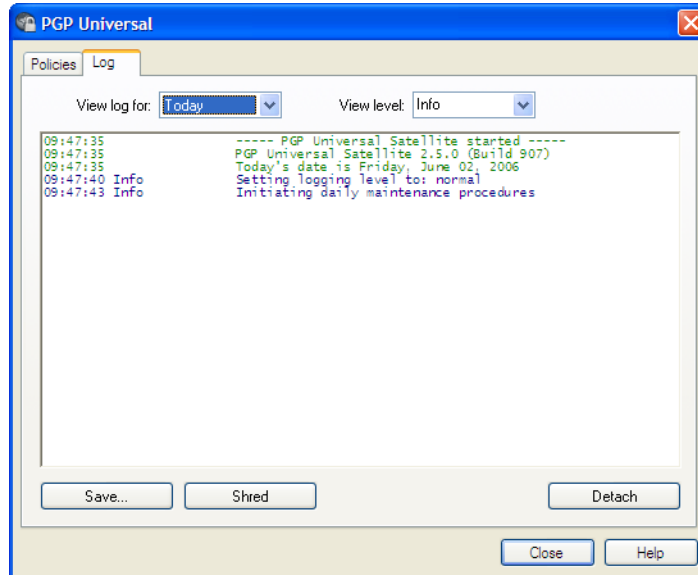 PGP Universal
Policies Log
View log for: Today View level: Info
09:47:35 ----- PGP Universal Satellite started -----
09:47:35 PGP Universal Satellite 2.5.0 (Build 907)
09:47:35 Today's date is Friday, June 02, 2006
09:47:40 Info Setting logging level to: normal
09:47:43 Info Initiating daily maintenance procedures
Save... Shred Detach
Close Help